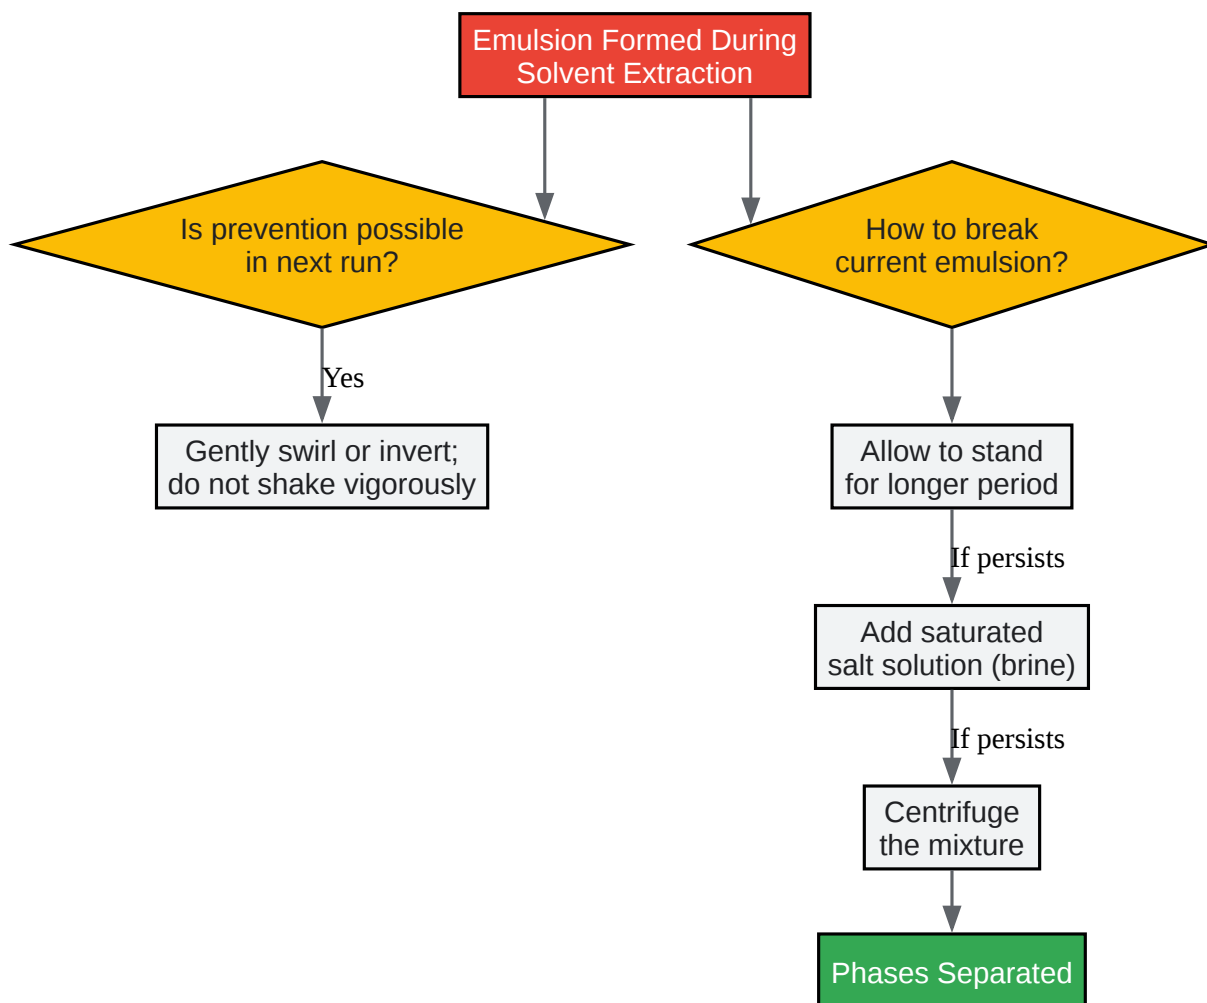 Emulsion Formed During
Solvent Extraction
Is prevention possible
in next run?
How to break
current emulsion?
Yes
Gently swirl or invert;
do not shake vigorously
Allow to stand
for longer period
If persists
Add saturated
salt solution (brine)
If persists
Centrifuge
the mixture
Phases Separated